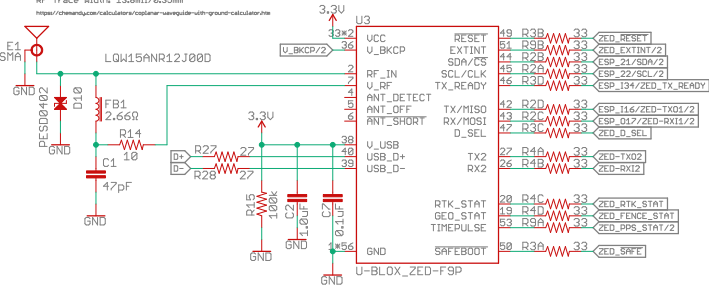 RF Trace Width: 13.8mil/0.35mm
https://chemandy.com/calculators/coplanar-waveguide-with-ground-calculator.htm
3.3V
U3
E1
SMA
GND
LQW15ANR12J00D
V_BKCP/2
33*2 VCC
36 V_BKCP
2 RF_IN
7 V_RF
4 ANT_DETECT
5 ANT_OFF
6 ANT_SHORT
38 V_USB
40 USB_D+
39 USB_D-
1*56 GND
PESD0402
D10
GND
FB1
2.66Ω
R14
10
C1
47pF
GND
3.3V
D+ R27 27
D- R28 27
R15
100k
GND
C2
1.0uF
GND
C7
0.1uF
GND
RESET 49 R3B 33 ZED_RESET
EXTINT 51 R9B 33 ZED_EXTINT/2
SDA/CS 44 R2B 33 ESP_21/SDA/2
SCL/CLK 45 R2A 33 ESP_22/SCL/2
TX_READY 46 R3D 33 ESP_I34/ZED_TX_READY
TX/MISO 42 R2D 33 ESP_I16/ZED-TXO1/2
RX/MOSI 43 R2C 33 ESP_O17/ZED-RXI1/2
D_SEL 47 R3C 33 ZED_D_SEL
TX2 27 R4A 33 ZED-TXO2
RX2 26 R4B 33 ZED-RXI2
RTK_STAT 20 R4C 33 ZED_RTK_STAT
GEO_STAT 19 R4D 33 ZED_FENCE_STAT
TIMEPULSE 53 R9A 33 ZED_PPS_STAT/2
SAFEBOOT 50 R3A 33 ZED_SAFE
U-BLOX_ZED-F9P